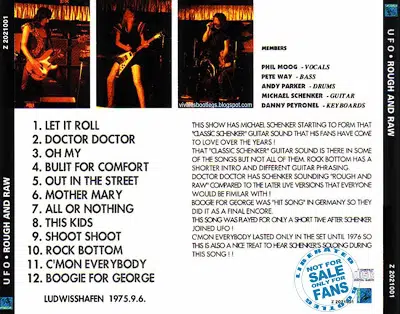 Z 2021001
U F O • ROUGH AND RAW
vivalesbootlegs.blogspot.com
MEMBERS
PHIL MOOG - VOCALS
PETE WAY - BASS
ANDY PARKER - DRUMS
MICHAEL SCHENKER - GUITAR
DANNY PEYRONEL - KEYBOARDS
1. LET IT ROLL
2. DOCTOR DOCTOR
3. OH MY
4. BULIT FOR COMFORT
5. OUT IN THE STREET
6. MOTHER MARY
7. ALL OR NOTHING
8. THIS KIDS
9. SHOOT SHOOT
10. ROCK BOTTOM
11. C'MON EVERYBODY
12. BOOGIE FOR GEORGE
LUDWISSHAFEN 1975.9.6.
THIS SHOW HAS MICHAEL SCHENKER STARTING TO FORM THAT
"CLASSIC SCHENKER" GUITAR SOUND THAT HIS FANS HAVE COME
TO LOVE OVER THE YEARS !
THAT "CLASSIC SCHENKER" GUITAR SOUND IS THERE IN SOME
OF THE SONGS BUT NOT ALL OF THEM. ROCK BOTTOM HAS A
SHORTER INTRO AND DIFFERENT GUITAR PHRASING.
DOCTOR DOCTOR HAS SCHENKER SOUNDING "ROUGH AND
RAW" COMPARED TO THE LATER LIVE VERSIONS THAT EVERYONE
WOULD BE FIMILAR WITH !
BOOGIE FOR GEORGE WAS "HIT SONG" IN GERMANY SO THEY
DID IT AS A FINAL ENCORE.
THIS SONG WAS PLAYED FOR ONLY A SHORT TIME AFTER SCHENKER
JOINED UFO !
C'MON EVERYBODY LASTED ONLY IN THE SET UNTIL 1976 SO
THIS IS ALSO A NICE TREAT TO HEAR SCHENKER'S SOLOING DURING
THIS SONG ! !
LIBERATED
NOT FOR
SALE
ONLY FOR
FANS
Z 2021001
U F O • ROUGH AND RAW
Z 2021001